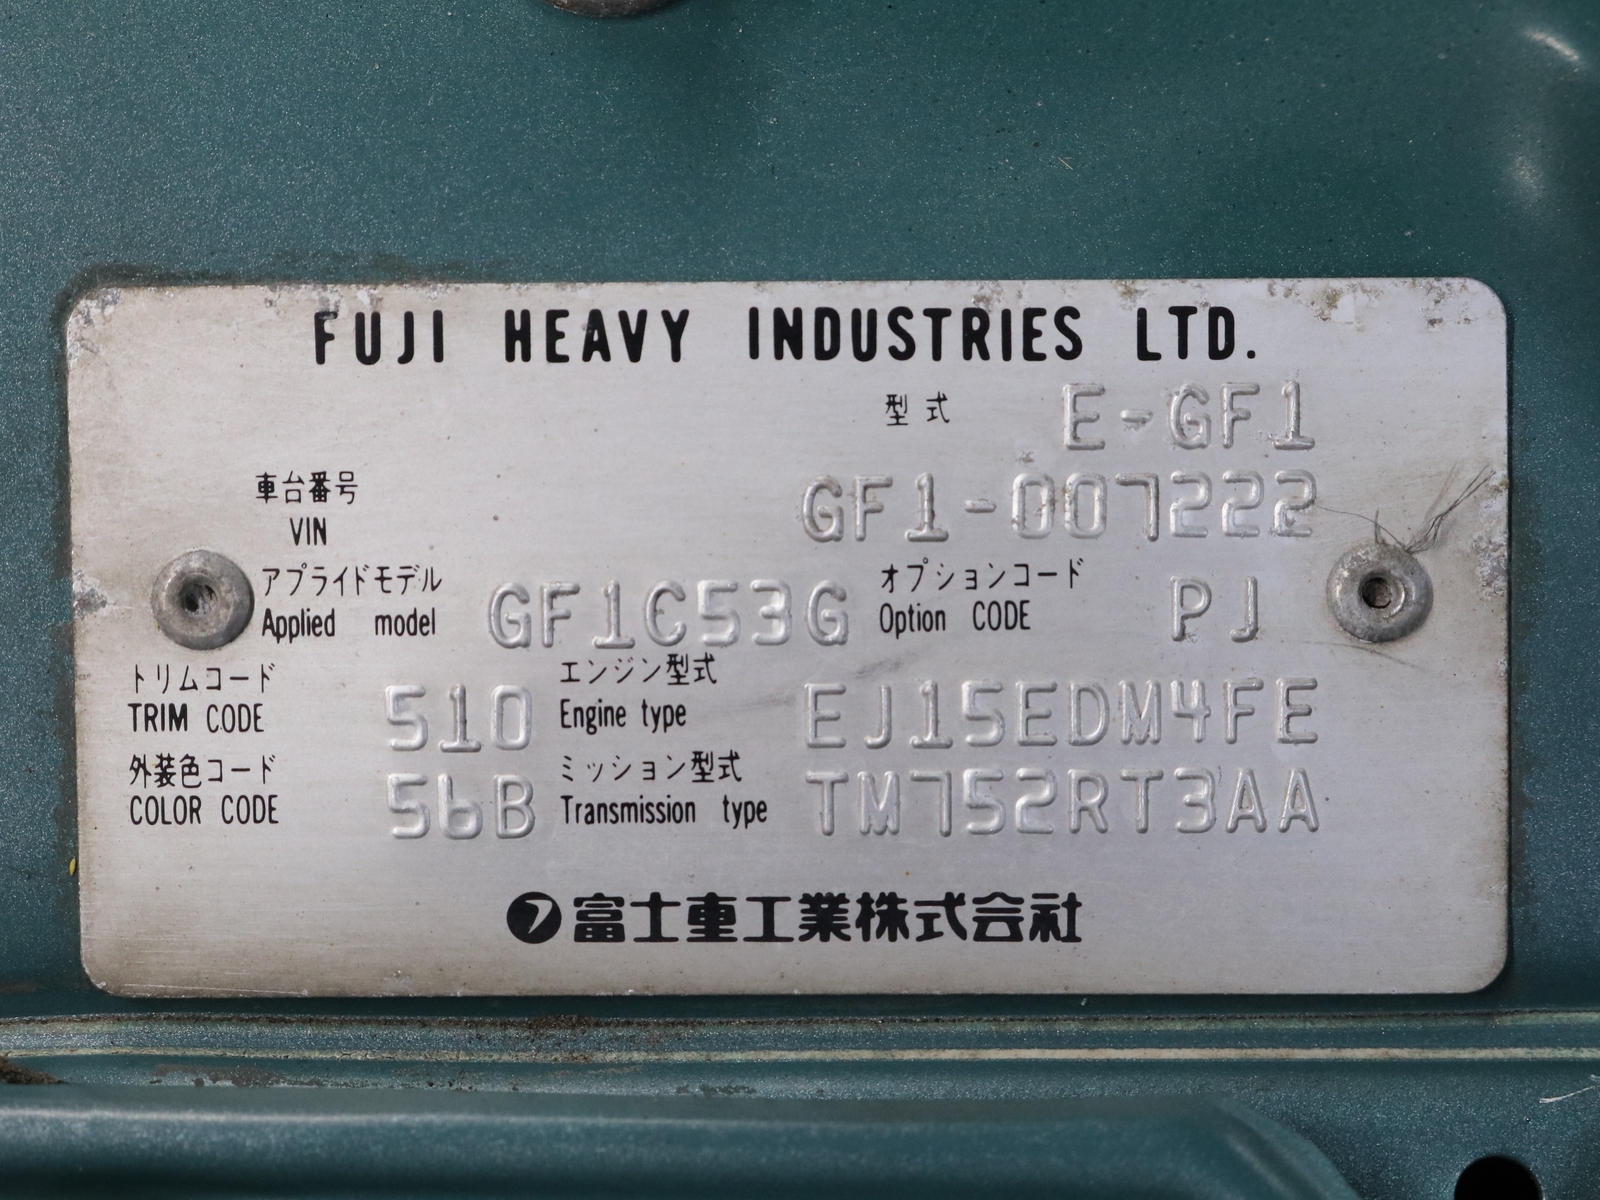 FUJI HEAVY INDUSTRIES LTD.
型式 E-GF1
車台番号
VIN GF1-007222
アプライドモデル オプションコード
Applied model GF1C53G Option CODE PJ
トリムコード エンジン型式
TRIM CODE 510 Engine type EJ15EDM4FE
外装色コード ミッション型式
COLOR CODE 56B Transmission type TM752RT3AA
フ富士重工業株式会社